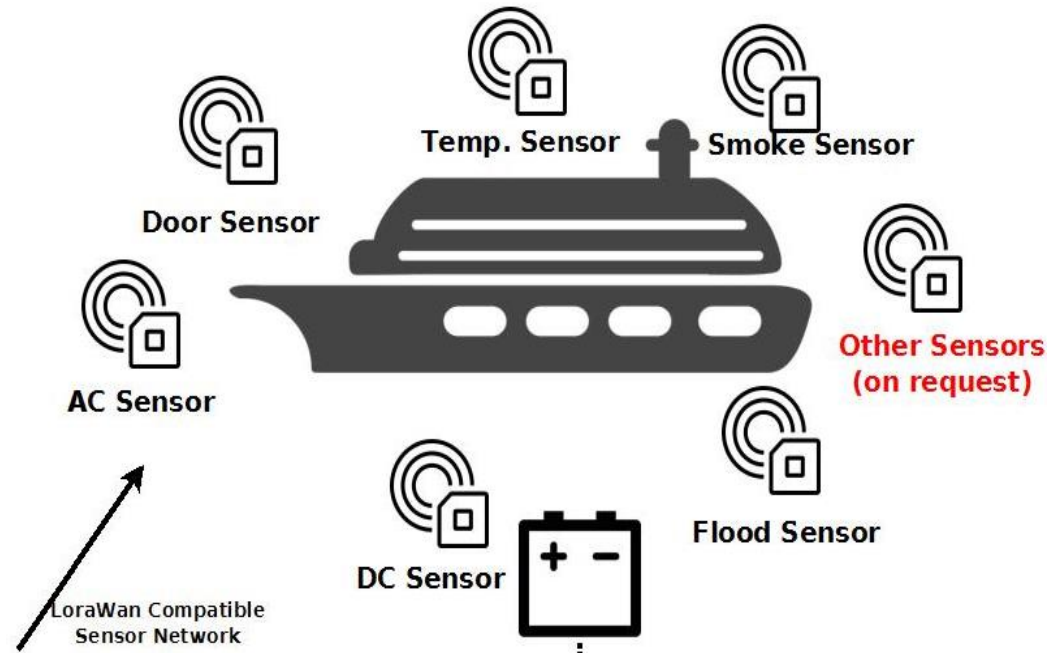 Temp. Sensor
Smoke Sensor
Door Sensor
Other Sensors
(on request)
AC Sensor
Flood Sensor
DC Sensor
+ −
LoraWan Compatible
Sensor Network